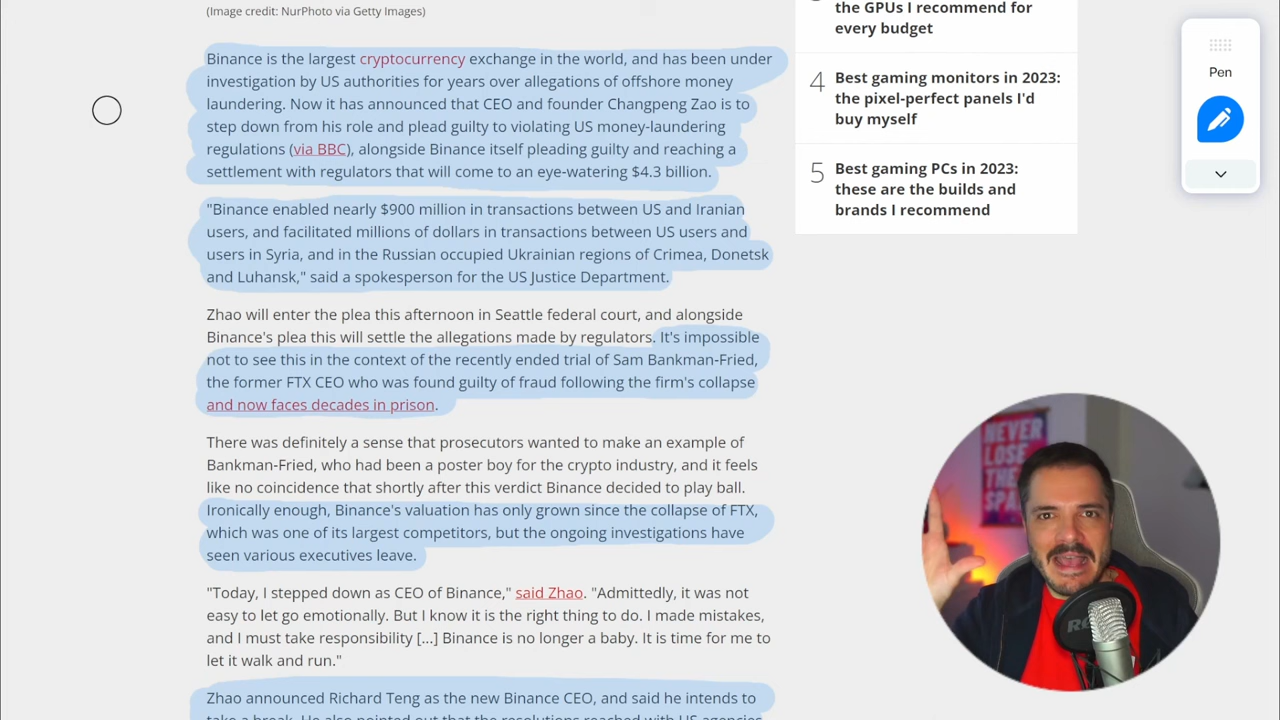 (Image credit: NurPhoto via Getty Images)
Binance is the largest cryptocurrency exchange in the world, and has been under
investigation by US authorities for years over allegations of offshore money
laundering. Now it has announced that CEO and founder Changpeng Zao is to
step down from his role and plead guilty to violating US money-laundering
regulations (via BBC), alongside Binance itself pleading guilty and reaching a
settlement with regulators that will come to an eye-watering $4.3 billion.
"Binance enabled nearly $900 million in transactions between US and Iranian
users, and facilitated millions of dollars in transactions between US users and
users in Syria, and in the Russian occupied Ukrainian regions of Crimea, Donetsk
and Luhansk," said a spokesperson for the US Justice Department.
Zhao will enter the plea this afternoon in Seattle federal court, and alongside
Binance's plea this will settle the allegations made by regulators. It's impossible
not to see this in the context of the recently ended trial of Sam Bankman-Fried,
the former FTX CEO who was found guilty of fraud following the firm's collapse
and now faces decades in prison.
There was definitely a sense that prosecutors wanted to make an example of
Bankman-Fried, who had been a poster boy for the crypto industry, and it feels
like no coincidence that shortly after this verdict Binance decided to play ball.
Ironically enough, Binance's valuation has only grown since the collapse of FTX,
which was one of its largest competitors, but the ongoing investigations have
seen various executives leave.
"Today, I stepped down as CEO of Binance," said Zhao. "Admittedly, it was not
easy to let go emotionally. But I know it is the right thing to do. I made mistakes,
and I must take responsibility [...] Binance is no longer a baby. It is time for me to
let it walk and run."
Zhao announced Richard Teng as the new Binance CEO, and said he intends to
take a break. He also pointed out that the resolutions reached with US agencies
the GPUs I recommend for
every budget
4 Best gaming monitors in 2023:
the pixel-perfect panels I'd
buy myself
5 Best gaming PCs in 2023:
these are the builds and
brands I recommend
Pen
NEVER
LOSE
THE